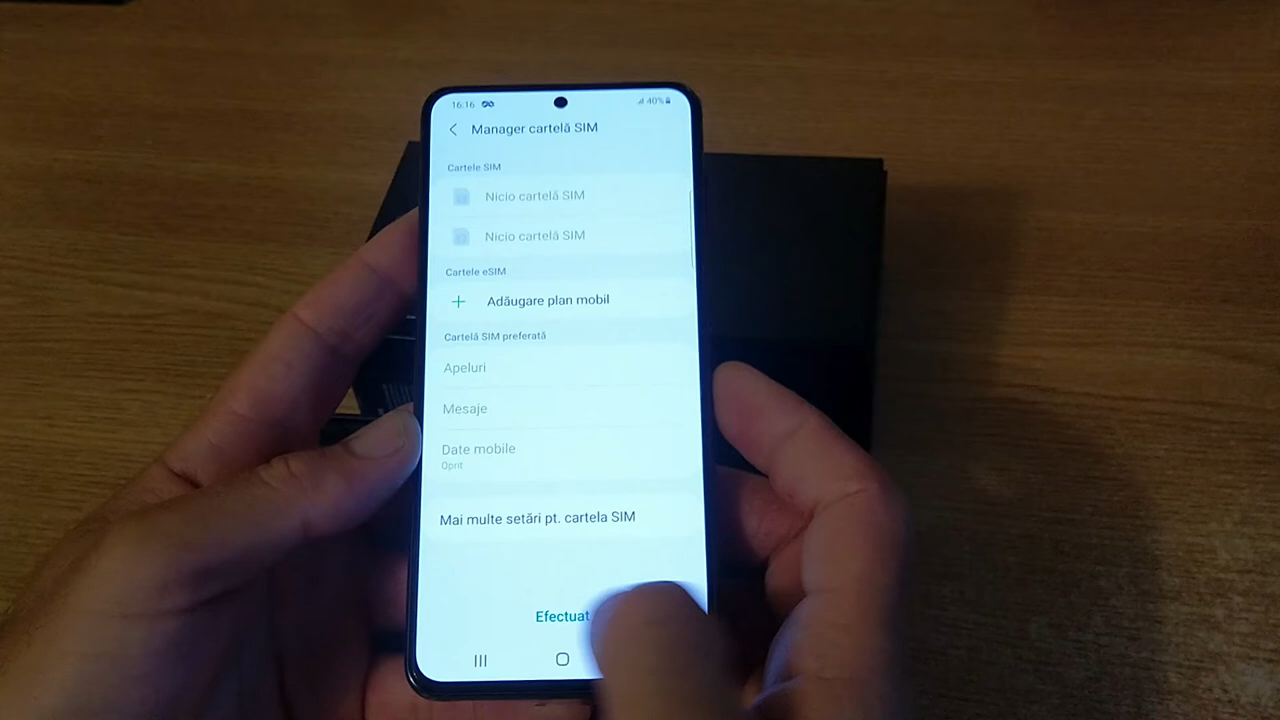 16:16
40%
Manager cartelă SIM
Cartele SIM
Nicio cartelă SIM
Nicio cartelă SIM
Cartele eSIM
Adăugare plan mobil
Cartelă SIM preferată
Apeluri
Mesaje
Date mobile
Oprit
Mai multe setări pt. cartela SIM
Efectuat